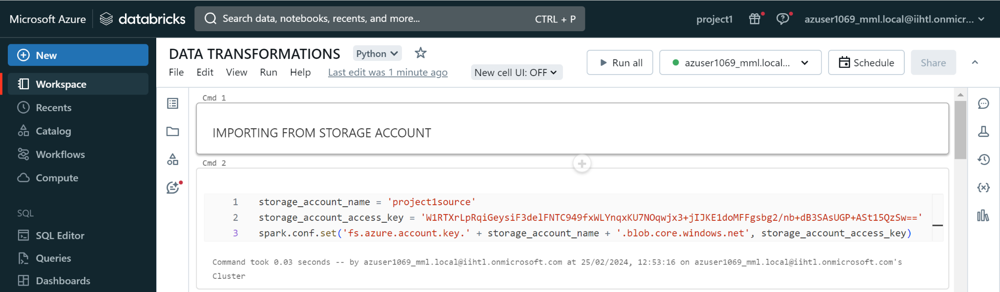 Microsoft Azure databricks Search data, notebooks, recents, and more... CTRL + P project1 azuser1069_mml.local@iihtl.onmicr...
New
Workspace
Recents
Catalog
Workflows
Compute
SQL
SQL Editor
Queries
Dashboards
DATA TRANSFORMATIONS Python
File Edit View Run Help Last edit was 1 minute ago New cell UI: OFF
Run all azuser1069_mml.local... Schedule Share
Cmd 1
IMPORTING FROM STORAGE ACCOUNT
Cmd 2
1 storage_account_name = 'project1source'
2 storage_account_access_key = 'W1RTXrLpRqiGeysiF3delFNTC949fxWLYnqxKU7NOqwjx3+jIJKE1doMFFgsbg2/nb+dB3SAsUGP+ASt15QzSw=='
3 spark.conf.set('fs.azure.account.key.' + storage_account_name + '.blob.core.windows.net', storage_account_access_key)
Command took 0.03 seconds -- by azuser1069_mml.local@iihtl.onmicrosoft.com at 25/02/2024, 12:53:16 on azuser1069_mml.local@iihtl.onmicrosoft.com's
Cluster